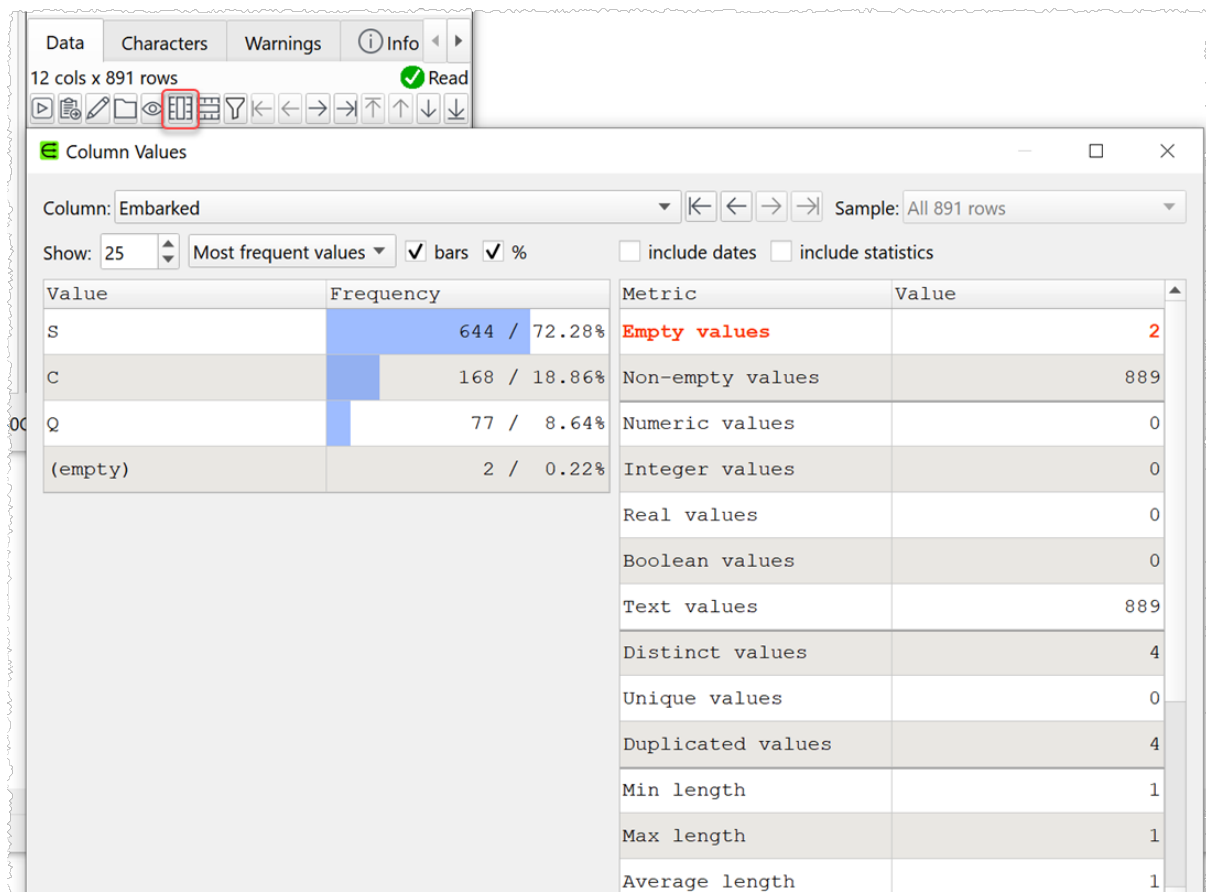 Data Characters Warnings Info
12 cols x 891 rows Read
Column Values
Column: Embarked Sample: All 891 rows
Show: 25 Most frequent values bars % include dates include statistics
Value Frequency Metric Value
S 644 / 72.28% Empty values 2
C 168 / 18.86% Non-empty values 889
Q 77 / 8.64% Numeric values 0
(empty) 2 / 0.22% Integer values 0
Real values 0
Boolean values 0
Text values 889
Distinct values 4
Unique values 0
Duplicated values 4
Min length 1
Max length 1
Average length 1